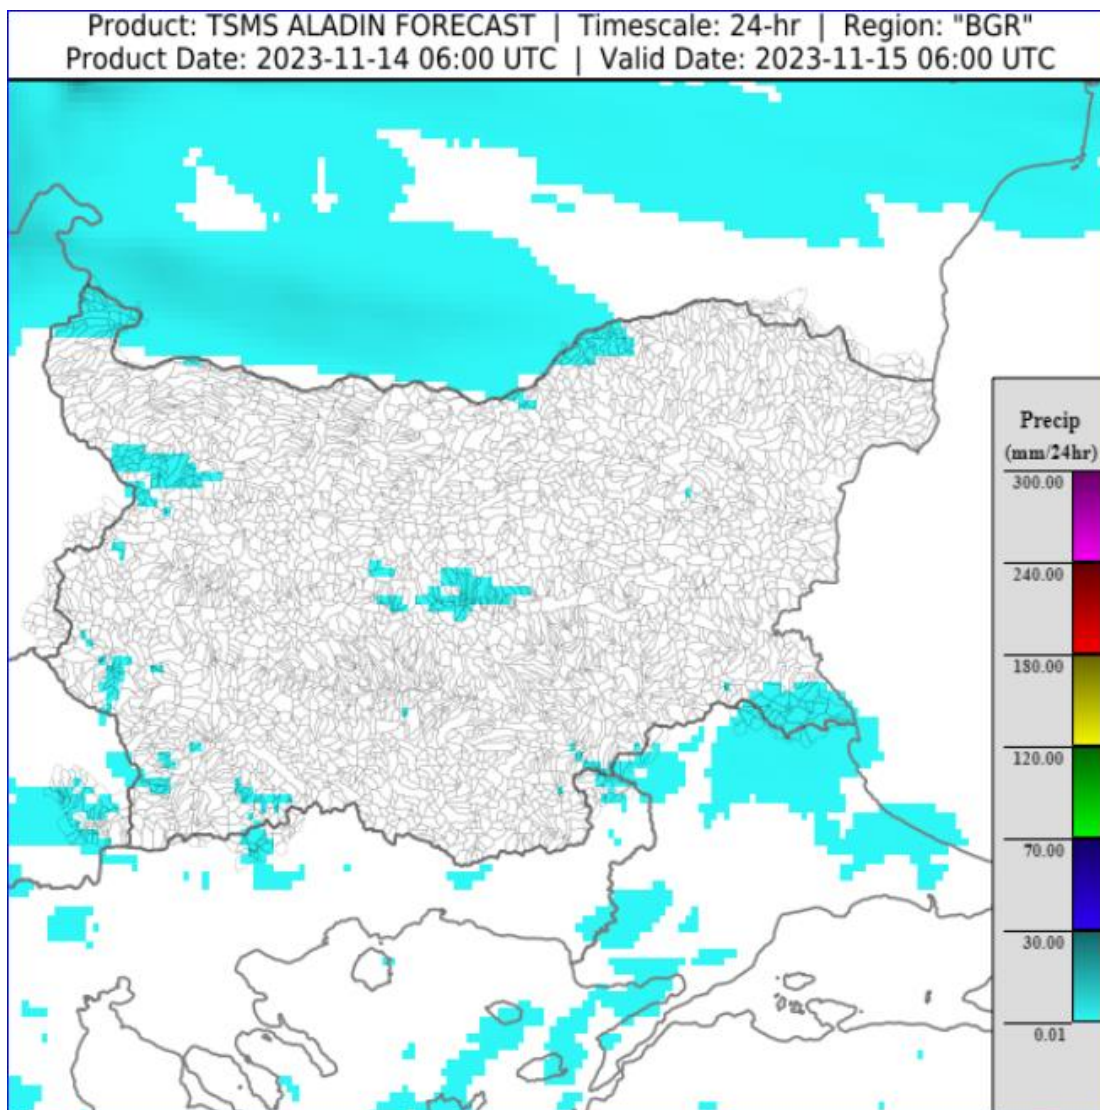 Product: TSMS ALADIN FORECAST | Timescale: 24-hr | Region: "BGR"
Product Date: 2023-11-14 06:00 UTC | Valid Date: 2023-11-15 06:00 UTC
Precip
(mm/24hr)
300.00
240.00
180.00
120.00
70.00
30.00
0.01